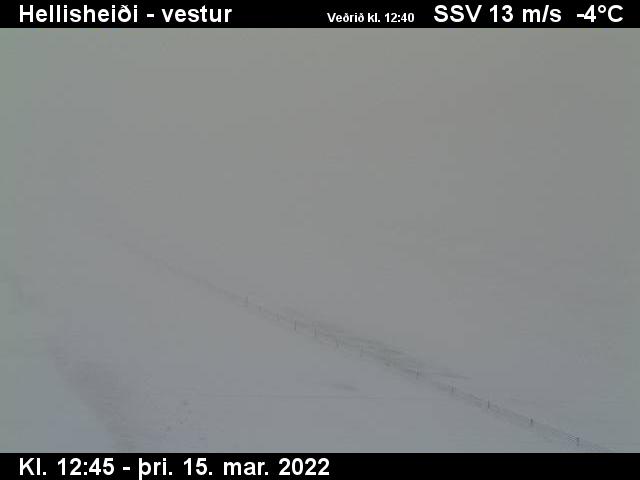 Hellisheiði - vestur Veðrið kl. 12:40 SSV 13 m/s -4°C
Kl. 12:45 - þri. 15. mar. 2022